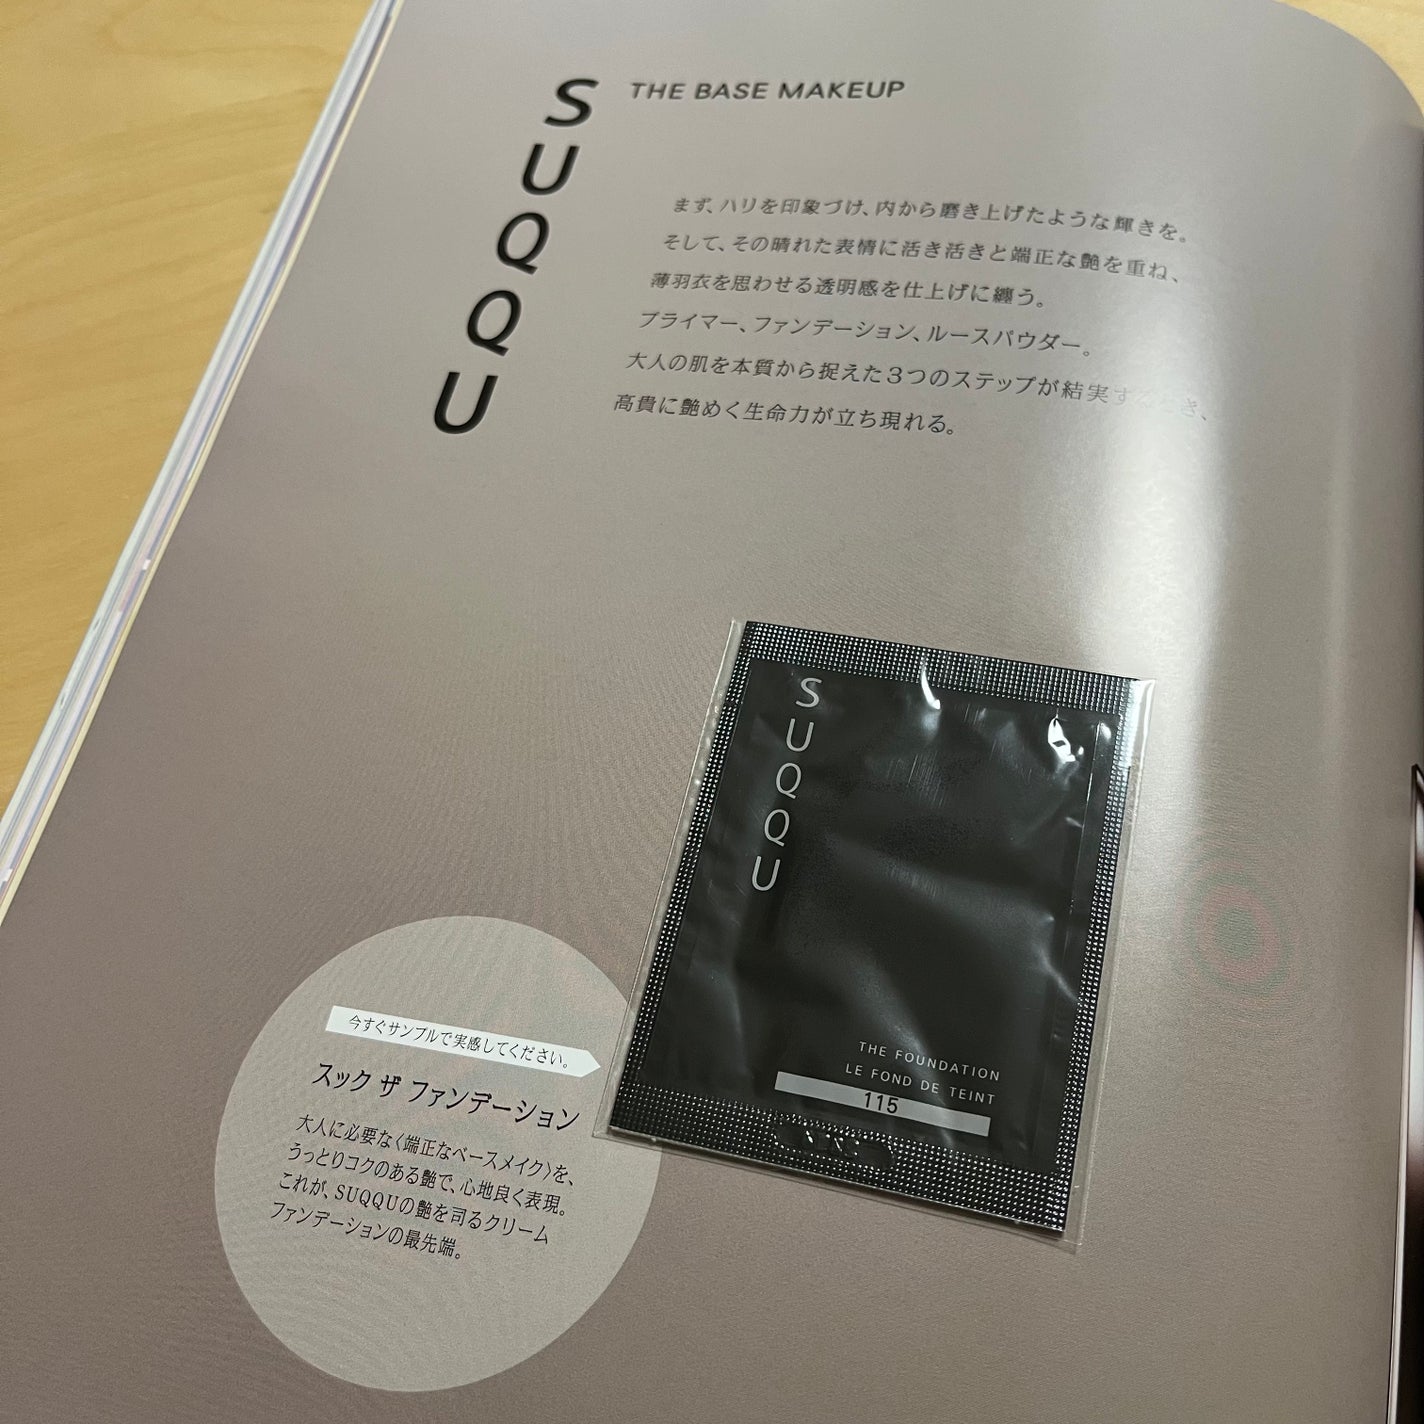 SUQQU
THE BASE MAKEUP
まず、ハリを印象づけ、内から磨き上げたような輝きを。
そして、その晴れた表情に活き活きと端正な艶を重ね、
薄羽衣を思わせる透明感を仕上げに纏う。
プライマー、ファンデーション、ルースパウダー。
大人の肌を本質から捉えた3つのステップが結実するとき、
高貴に艶めく生命力が立ち現れる。
SUQQU
THE FOUNDATION
LE FOND DE TEINT
115
今すぐサンプルで実感してください。
スック ザ ファンデーション
大人に必要な〈端正なベースメイク〉を、
うっとりコクのある艶で、心地良く表現。
これが、SUQQUの艶を司るクリーム
ファンデーションの最先端。